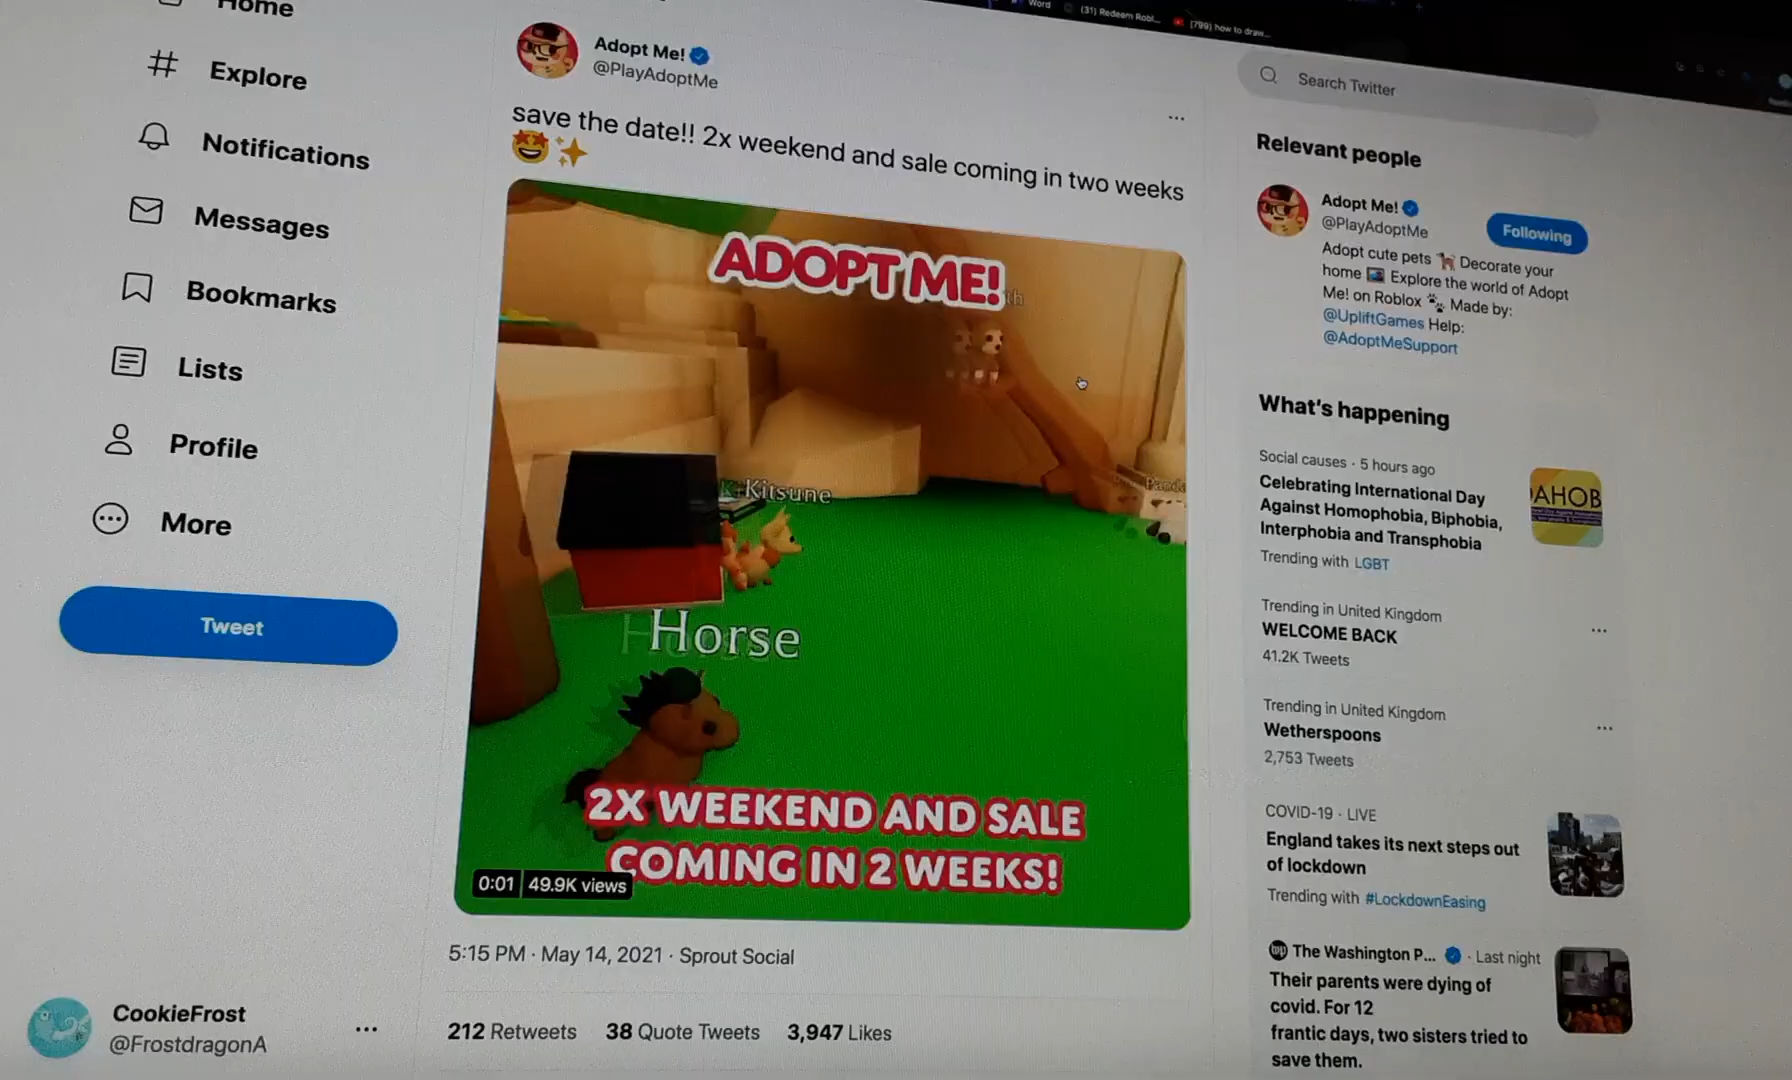 Word
(31) Redeem Robl...
(799) how to draw...
Home
Explore
Notifications
Messages
Bookmarks
Lists
Profile
More
Tweet
CookieFrost
@FrostdragonA
Adopt Me!
@PlayAdoptMe
save the date!! 2x weekend and sale coming in two weeks
ADOPT ME!
Kitsune
Horse
2X WEEKEND AND SALE
COMING IN 2 WEEKS!
0:01 49.9K views
5:15 PM · May 14, 2021 · Sprout Social
212 Retweets 38 Quote Tweets 3,947 Likes
Search Twitter
Relevant people
Adopt Me!
@PlayAdoptMe
Following
Adopt cute pets Decorate your
home Explore the world of Adopt
Me! on Roblox Made by:
@UpliftGames Help:
@AdoptMeSupport
What's happening
Social causes · 5 hours ago
Celebrating International Day
Against Homophobia, Biphobia,
Interphobia and Transphobia
Trending with LGBT
AHOB
Trending in United Kingdom
WELCOME BACK
41.2K Tweets
Trending in United Kingdom
Wetherspoons
2,753 Tweets
COVID-19 · LIVE
England takes its next steps out
of lockdown
Trending with #LockdownEasing
The Washington P... · Last night
Their parents were dying of
covid. For 12
frantic days, two sisters tried to
save them.